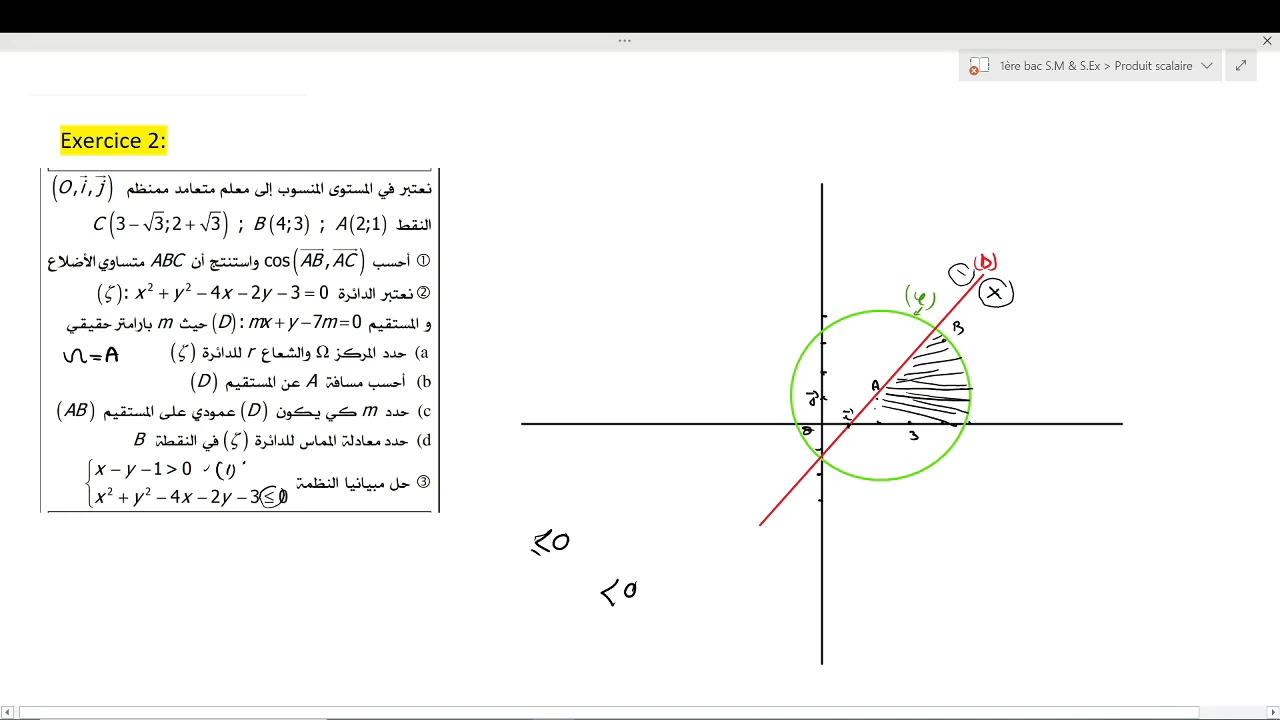 1ère bac S.M & S.Ex > Produit scalaire
Exercice 2:
نعتبر في المستوى المنسوب إلى معلم متعامد ممنظم (O, i, j)
النقط A(2;1) ; B(4;3) ; C(3−√3;2+√3)
① أحسب cos(AB, AC) واستنتج أن ABC متساوي الأضلاع
② نعتبر الدائرة (ζ): x² + y² − 4x − 2y − 3 = 0
و المستقيم (D): mx + y − 7m = 0 حيث m بارامتر حقيقي
a) حدد المركز Ω والشعاع r للدائرة (ζ)
Ω = A
b) أحسب مسافة A عن المستقيم (D)
c) حدد m كي يكون (D) عمودي على المستقيم (AB)
d) حدد معادلة المماس للدائرة (ζ) في النقطة B
③ حل مبيانيا النظمة
x − y − 1 > 0 (1)
x² + y² − 4x − 2y − 3 ≤ 0
(D)
B
A
3
≤0
<0